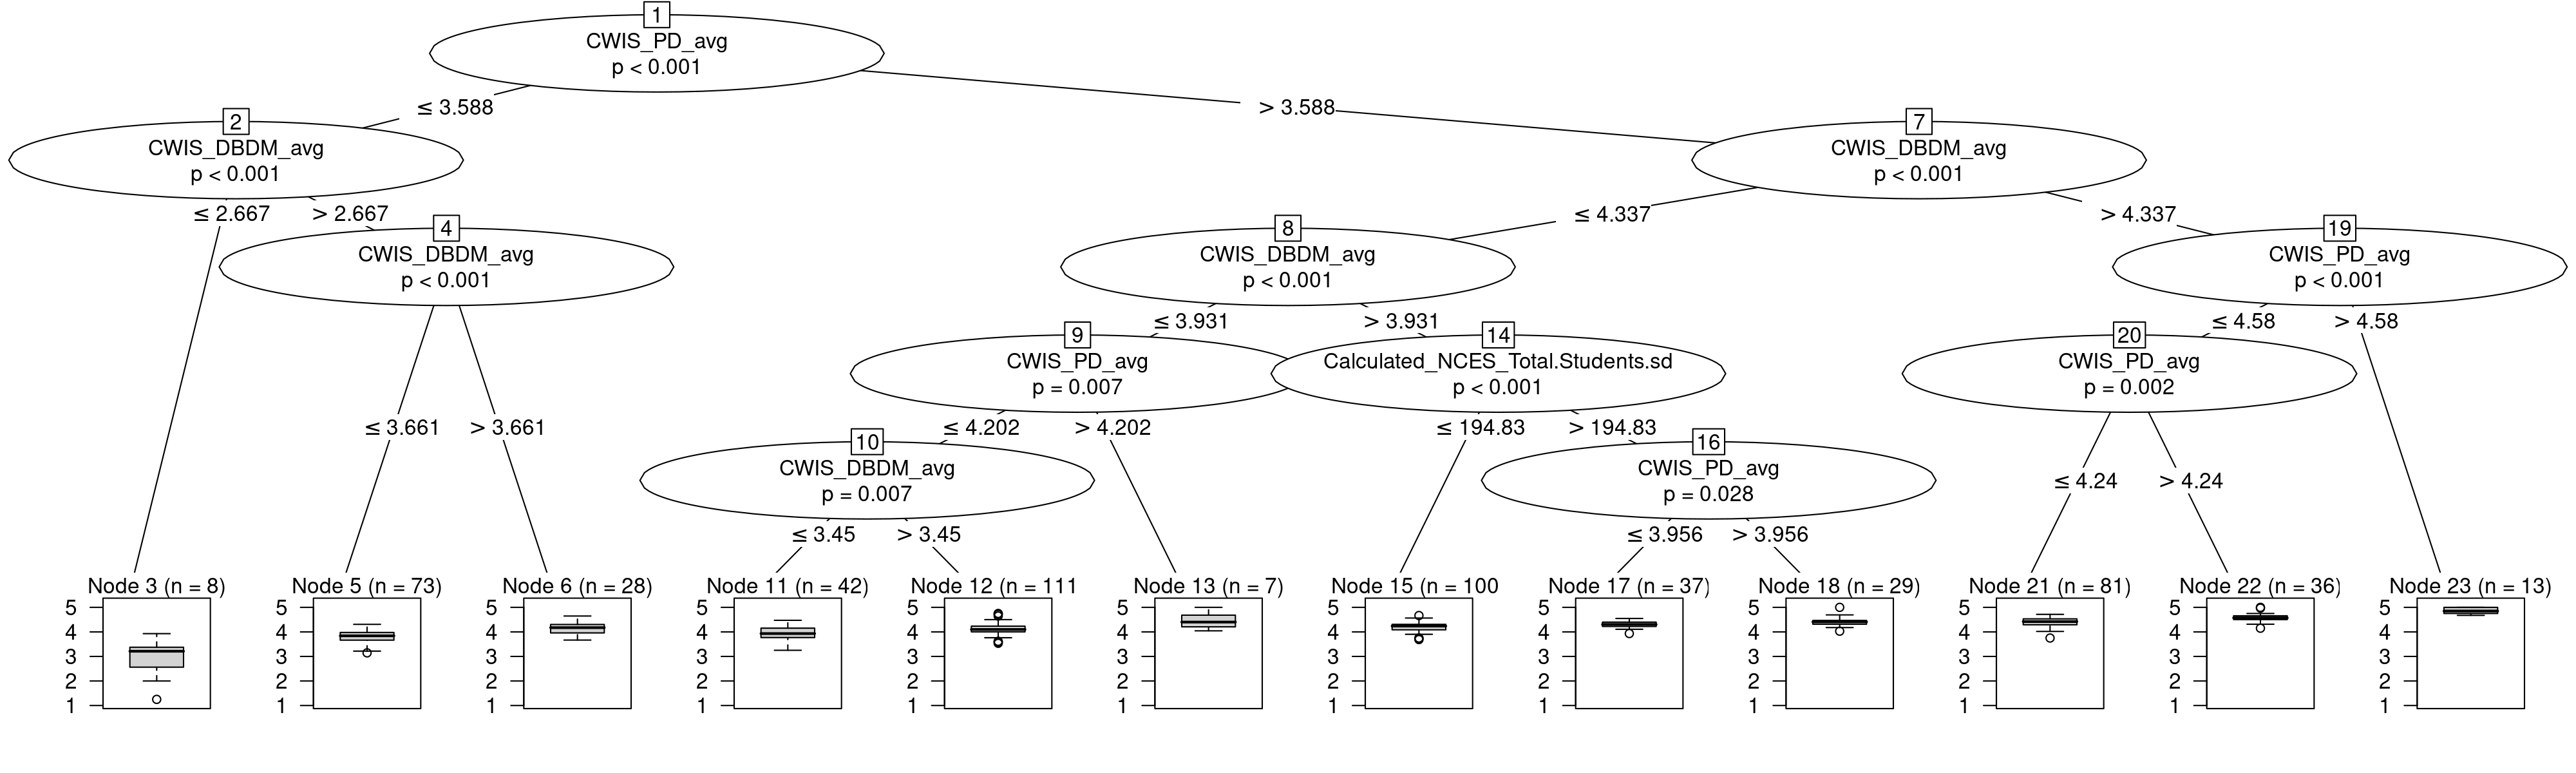 1
CWIS_PD_avg
p < 0.001
≤ 3.588
> 3.588
2
CWIS_DBDM_avg
p < 0.001
7
CWIS_DBDM_avg
p < 0.001
≤ 2.667
> 2.667
≤ 4.337
> 4.337
4
CWIS_DBDM_avg
p < 0.001
8
CWIS_DBDM_avg
p < 0.001
19
CWIS_PD_avg
p < 0.001
≤ 3.931
> 3.931
≤ 4.58
> 4.58
9
CWIS_PD_avg
p = 0.007
14
Calculated_NCES_Total.Students.sd
p < 0.001
20
CWIS_PD_avg
p = 0.002
≤ 3.661
> 3.661
≤ 4.202
> 4.202
≤ 194.83
> 194.83
10
CWIS_DBDM_avg
p = 0.007
16
CWIS_PD_avg
p = 0.028
≤ 4.24
> 4.24
≤ 3.45
> 3.45
≤ 3.956
> 3.956
Node 3 (n = 8)
5
4
3
2
1
Node 5 (n = 73)
5
4
3
2
1
Node 6 (n = 28)
5
4
3
2
1
Node 11 (n = 42)
5
4
3
2
1
Node 12 (n = 111
5
4
3
2
1
Node 13 (n = 7)
5
4
3
2
1
Node 15 (n = 100
5
4
3
2
1
Node 17 (n = 37)
5
4
3
2
1
Node 18 (n = 29)
5
4
3
2
1
Node 21 (n = 81)
5
4
3
2
1
Node 22 (n = 36)
5
4
3
2
1
Node 23 (n = 13)
5
4
3
2
1